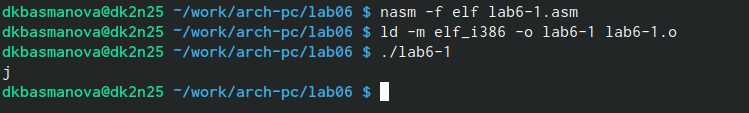 dkbasmanova@dk2n25 ~/work/arch-pc/lab06 $ nasm -f elf lab6-1.asm
dkbasmanova@dk2n25 ~/work/arch-pc/lab06 $ ld -m elf_i386 -o lab6-1 lab6-1.o
dkbasmanova@dk2n25 ~/work/arch-pc/lab06 $ ./lab6-1
j
dkbasmanova@dk2n25 ~/work/arch-pc/lab06 $